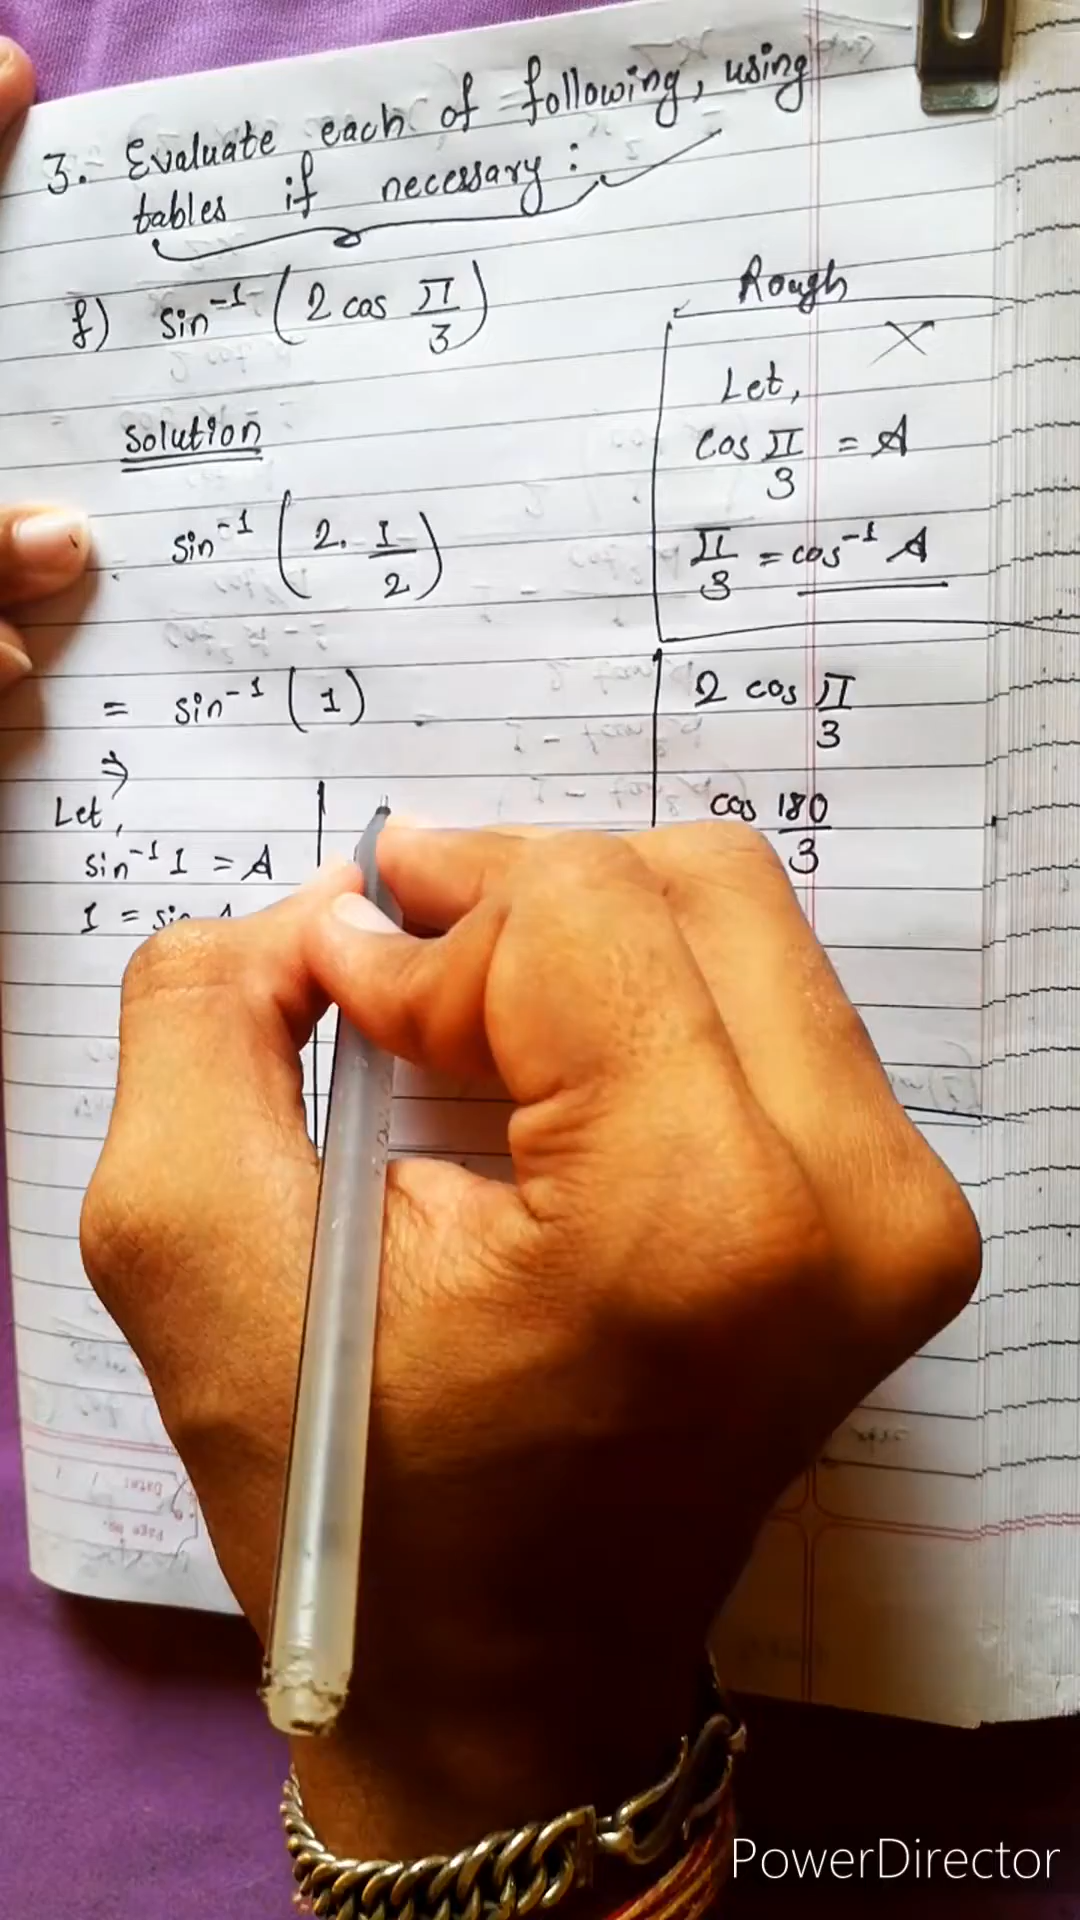 3. Evaluate each of following, using
tables if necessary :
f) sin⁻¹ (2 cos π/3)
Solution
sin⁻¹ (2. 1/2)
= sin⁻¹ (1)
⇒
Let,
sin⁻¹ 1 = A
1 = sin A
Rough
Let,
cos π/3 = A
π/3 = cos⁻¹ A
2 cos π/3
cos 180/3
PowerDirector